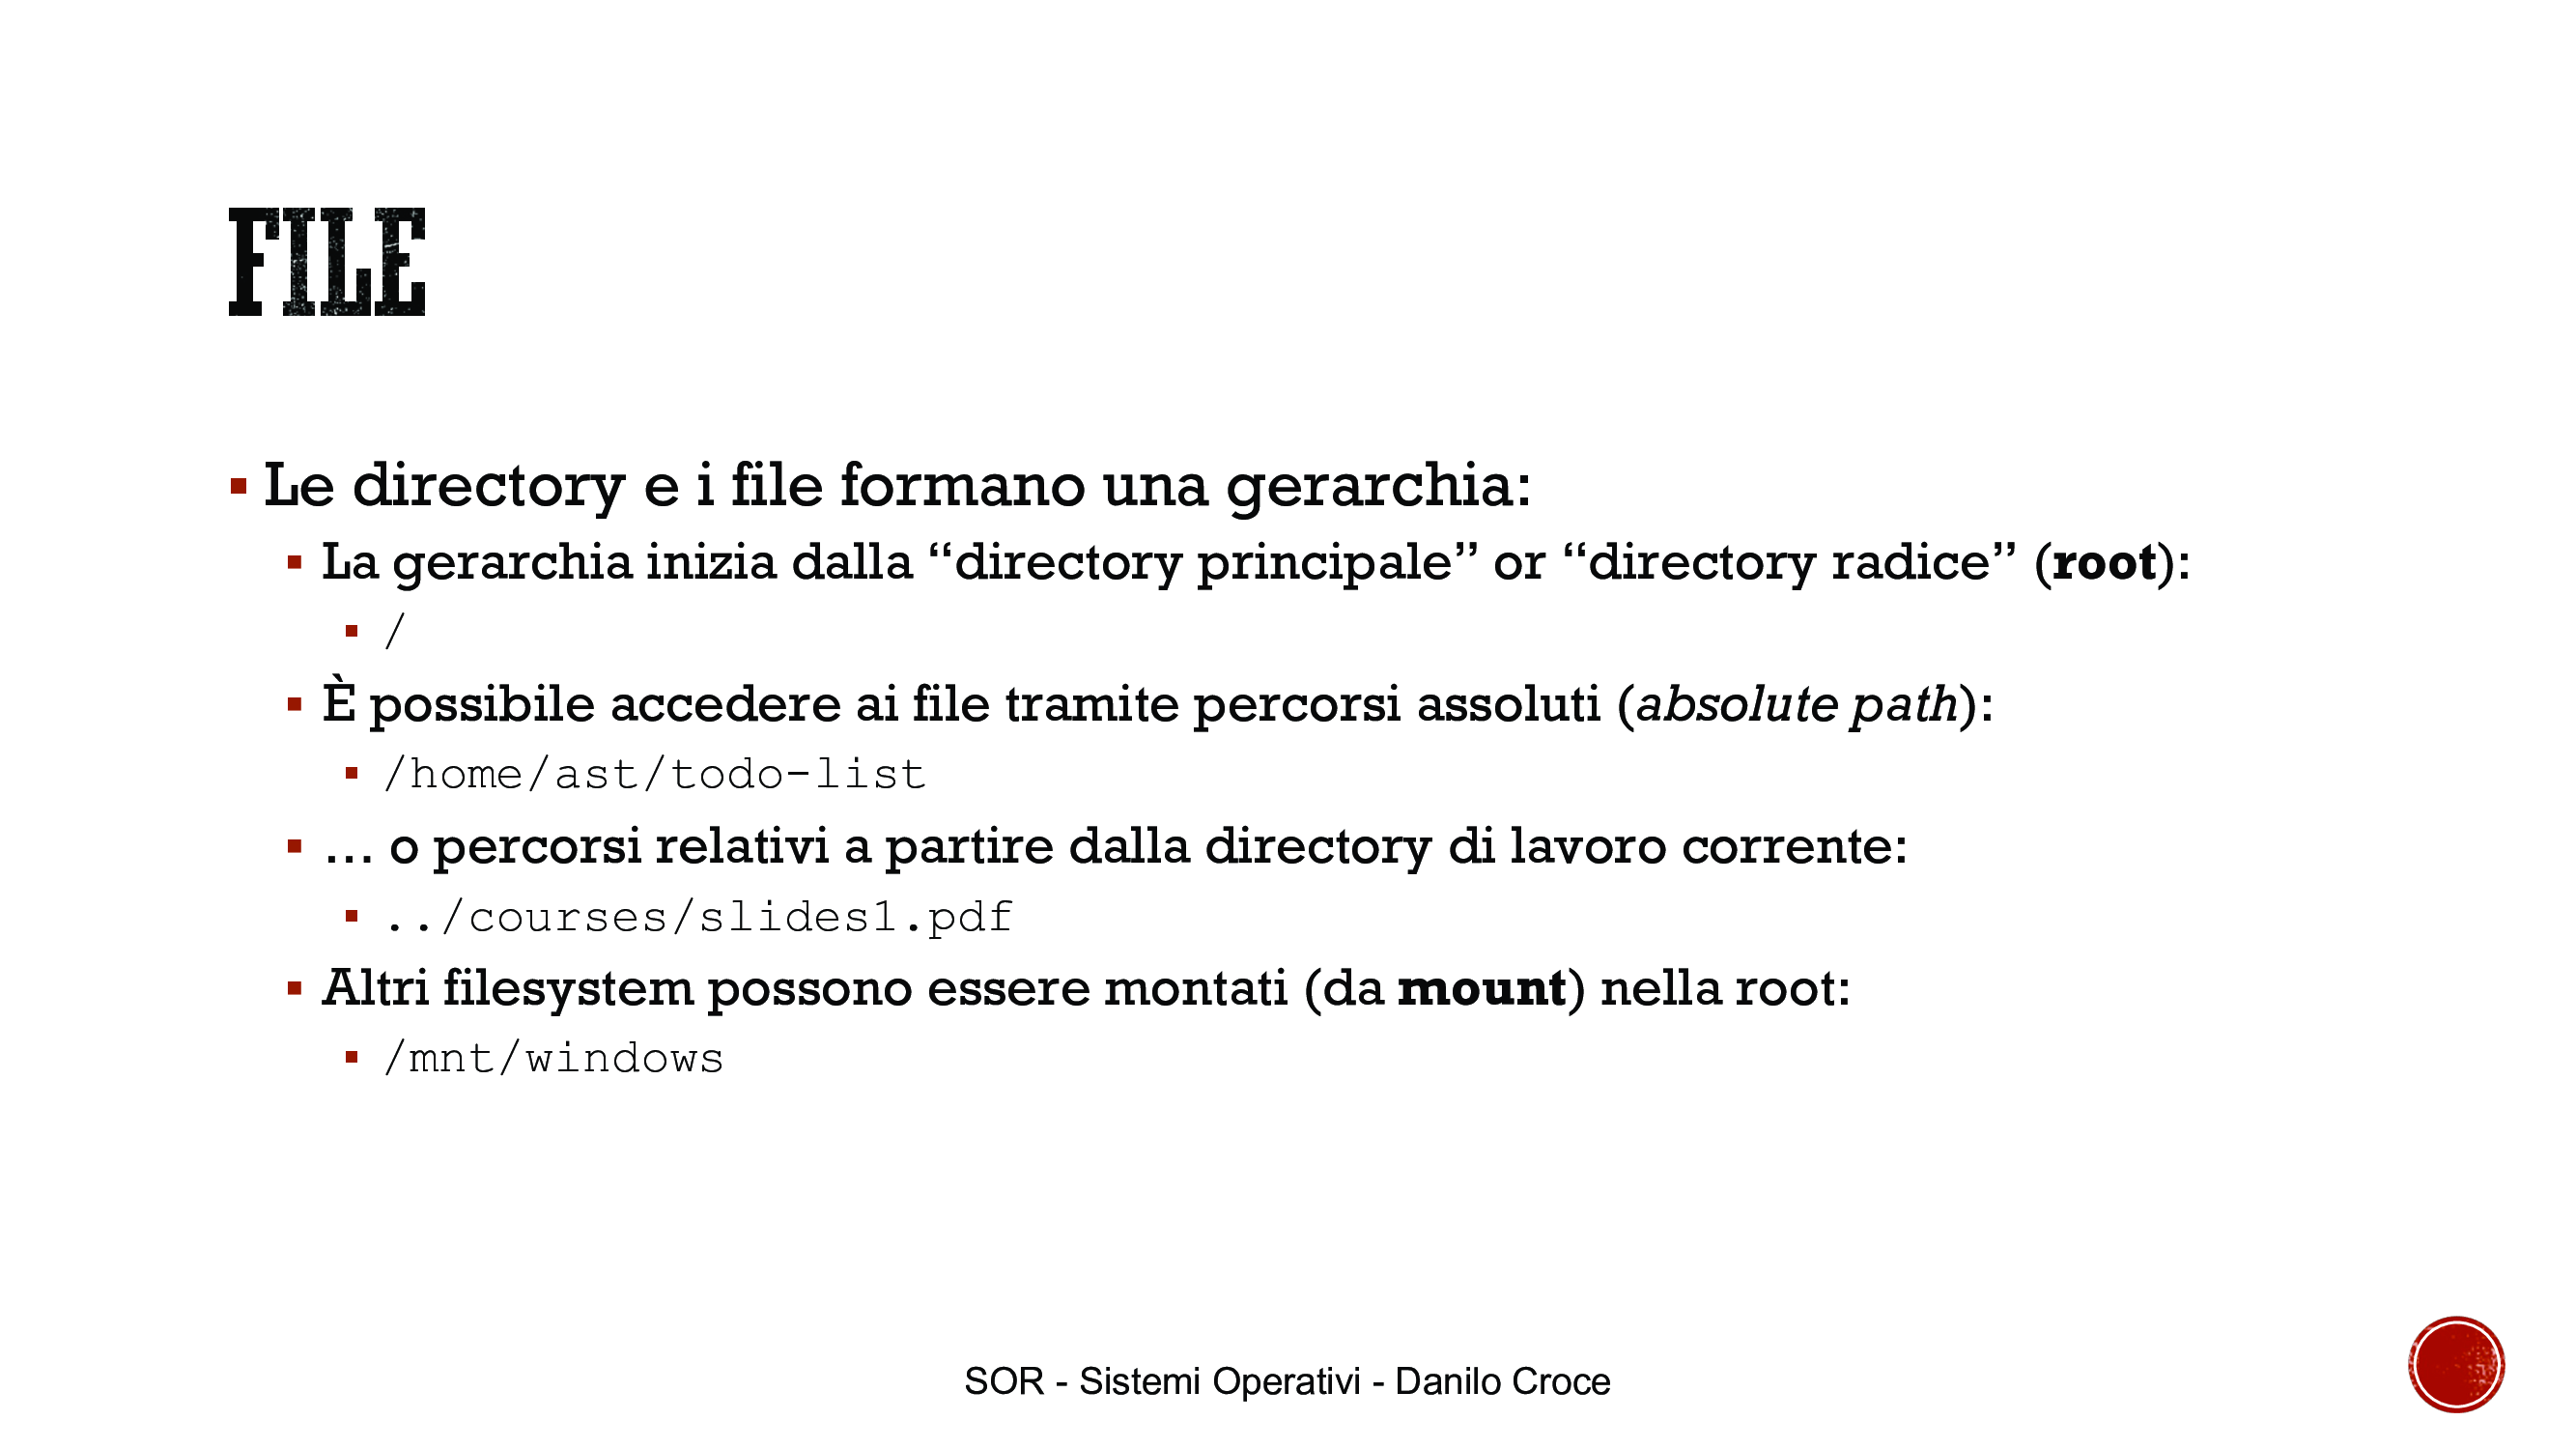 FILE
Le directory e i file formano una gerarchia:
La gerarchia inizia dalla “directory principale” or “directory radice” (root):
/
È possibile accedere ai file tramite percorsi assoluti (absolute path):
/home/ast/todo-list
… o percorsi relativi a partire dalla directory di lavoro corrente:
../courses/slides1.pdf
Altri filesystem possono essere montati (da mount) nella root:
/mnt/windows
SOR - Sistemi Operativi - Danilo Croce